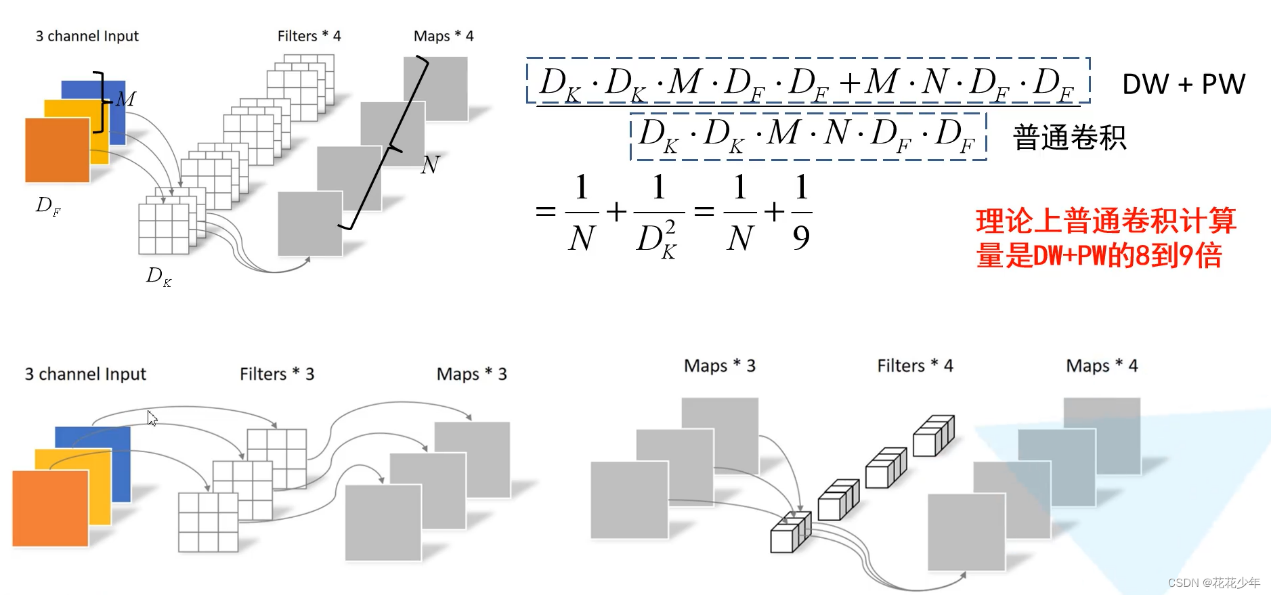 3 channel Input
Filters * 4
Maps * 4
M
N
D_F
D_K
D_K · D_K · M · D_F · D_F + M · N · D_F · D_F
DW + PW
D_K · D_K · M · N · D_F · D_F
普通卷积
= 1/N + 1/D_K^2 = 1/N + 1/9
理论上普通卷积计算
量是DW+PW的8到9倍
3 channel Input
Filters * 3
Maps * 3
Maps * 3
Filters * 4
Maps * 4
CSDN @花花少年